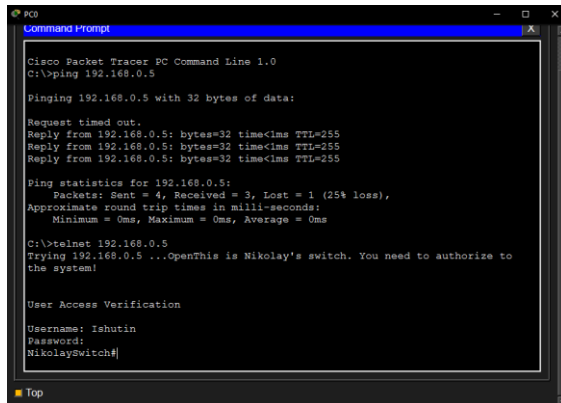 PC0
Command Prompt
X
Cisco Packet Tracer PC Command Line 1.0
C:\>ping 192.168.0.5
Pinging 192.168.0.5 with 32 bytes of data:
Request timed out.
Reply from 192.168.0.5: bytes=32 time<1ms TTL=255
Reply from 192.168.0.5: bytes=32 time<1ms TTL=255
Reply from 192.168.0.5: bytes=32 time<1ms TTL=255
Ping statistics for 192.168.0.5:
Packets: Sent = 4, Received = 3, Lost = 1 (25% loss),
Approximate round trip times in milli-seconds:
Minimum = 0ms, Maximum = 0ms, Average = 0ms
C:\>telnet 192.168.0.5
Trying 192.168.0.5 ...OpenThis is Nikolay's switch. You need to authorize to
the system!
User Access Verification
Username: Ishutin
Password:
NikolaySwitch#
Top